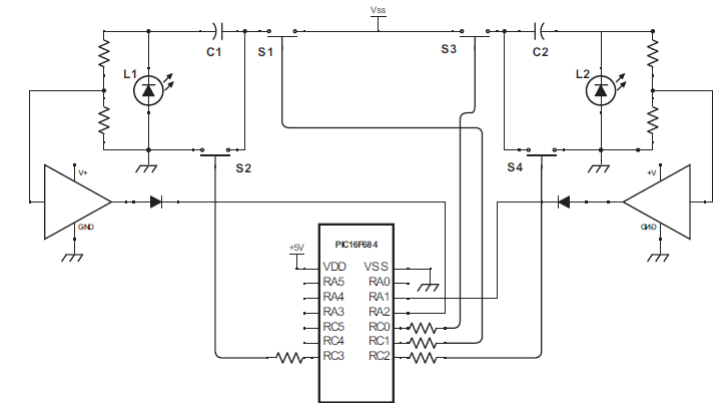 Vss
C1
S1
S3
C2
L1
L2
S2
S4
V+
GND
+V
GND
PIC16F684
+5V
VDD
VSS
RA5
RA0
RA4
RA1
RA3
RA2
RC5
RC0
RC4
RC1
RC3
RC2